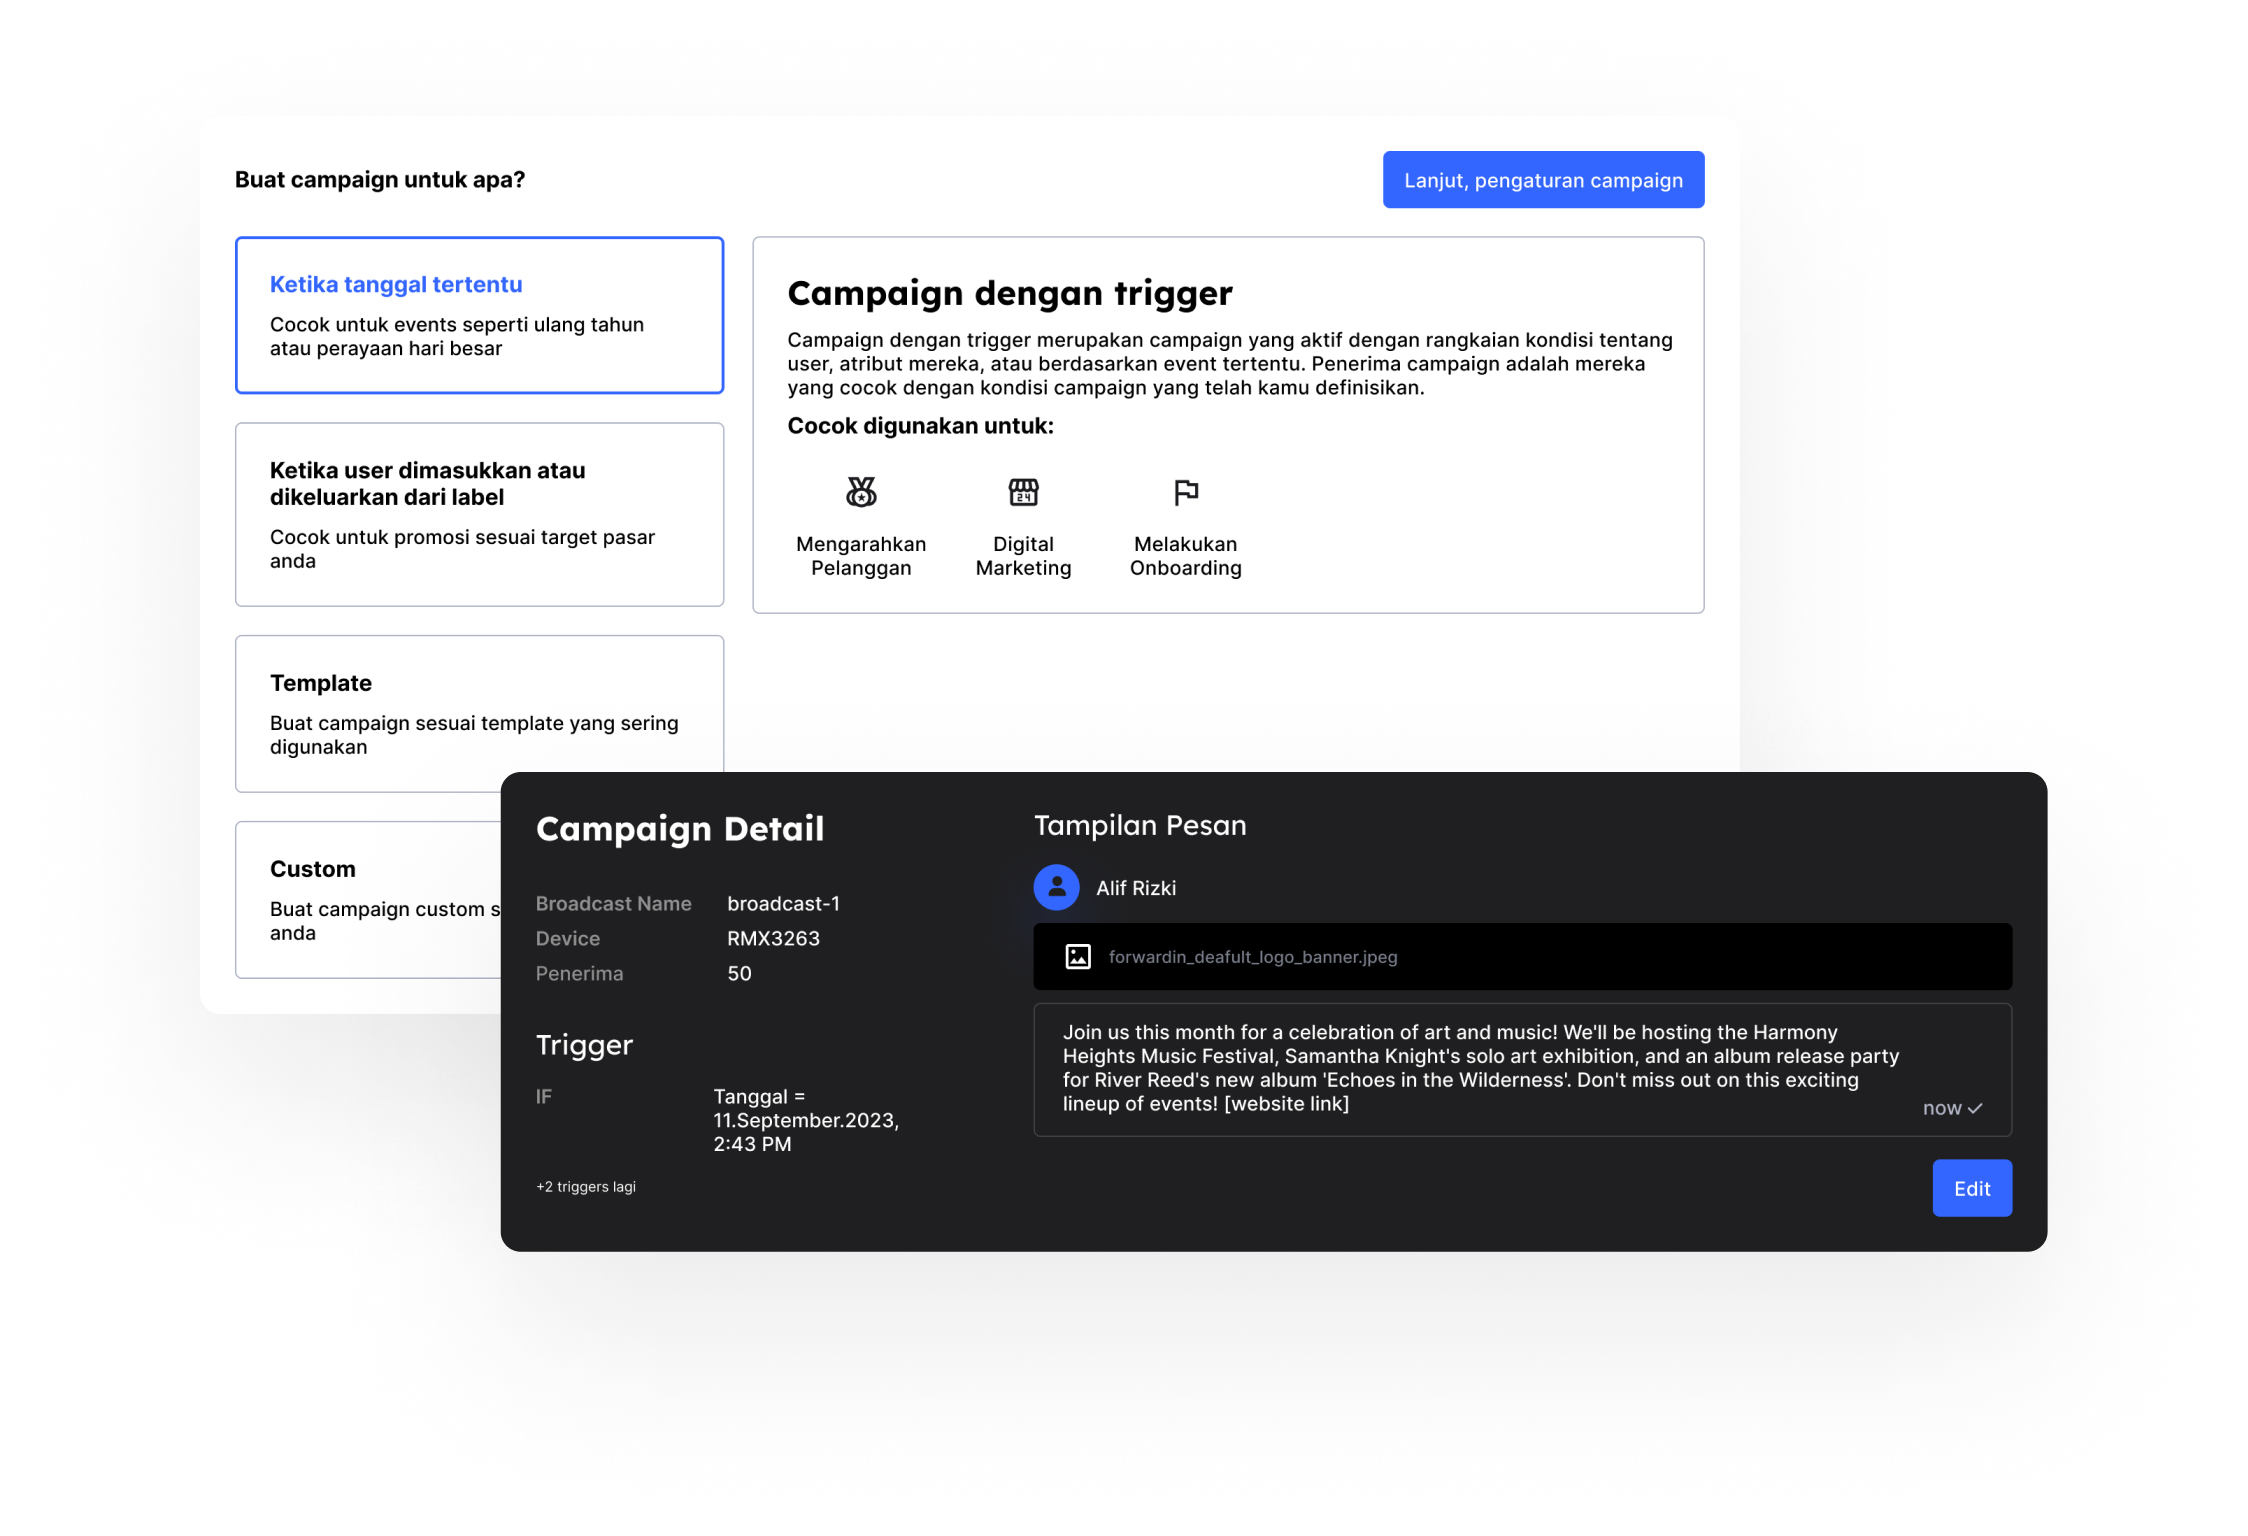 Buat campaign untuk apa?
Lanjut, pengaturan campaign
Ketika tanggal tertentu
Cocok untuk events seperti ulang tahun
atau perayaan hari besar
Ketika user dimasukkan atau
dikeluarkan dari label
Cocok untuk promosi sesuai target pasar
anda
Template
Buat campaign sesuai template yang sering
digunakan
Custom
Buat campaign custom s
anda
Campaign dengan trigger
Campaign dengan trigger merupakan campaign yang aktif dengan rangkaian kondisi tentang
user, atribut mereka, atau berdasarkan event tertentu. Penerima campaign adalah mereka
yang cocok dengan kondisi campaign yang telah kamu definisikan.
Cocok digunakan untuk:
24
Mengarahkan
Pelanggan
Digital
Marketing
Melakukan
Onboarding
Campaign Detail
Broadcast Name broadcast-1
Device RMX3263
Penerima 50
Trigger
IF Tanggal =
11.September.2023,
2:43 PM
+2 triggers lagi
Tampilan Pesan
Alif Rizki
forwardin_deafult_logo_banner.jpeg
Join us this month for a celebration of art and music! We'll be hosting the Harmony
Heights Music Festival, Samantha Knight's solo art exhibition, and an album release party
for River Reed's new album 'Echoes in the Wilderness'. Don't miss out on this exciting
lineup of events! [website link]
now
Edit